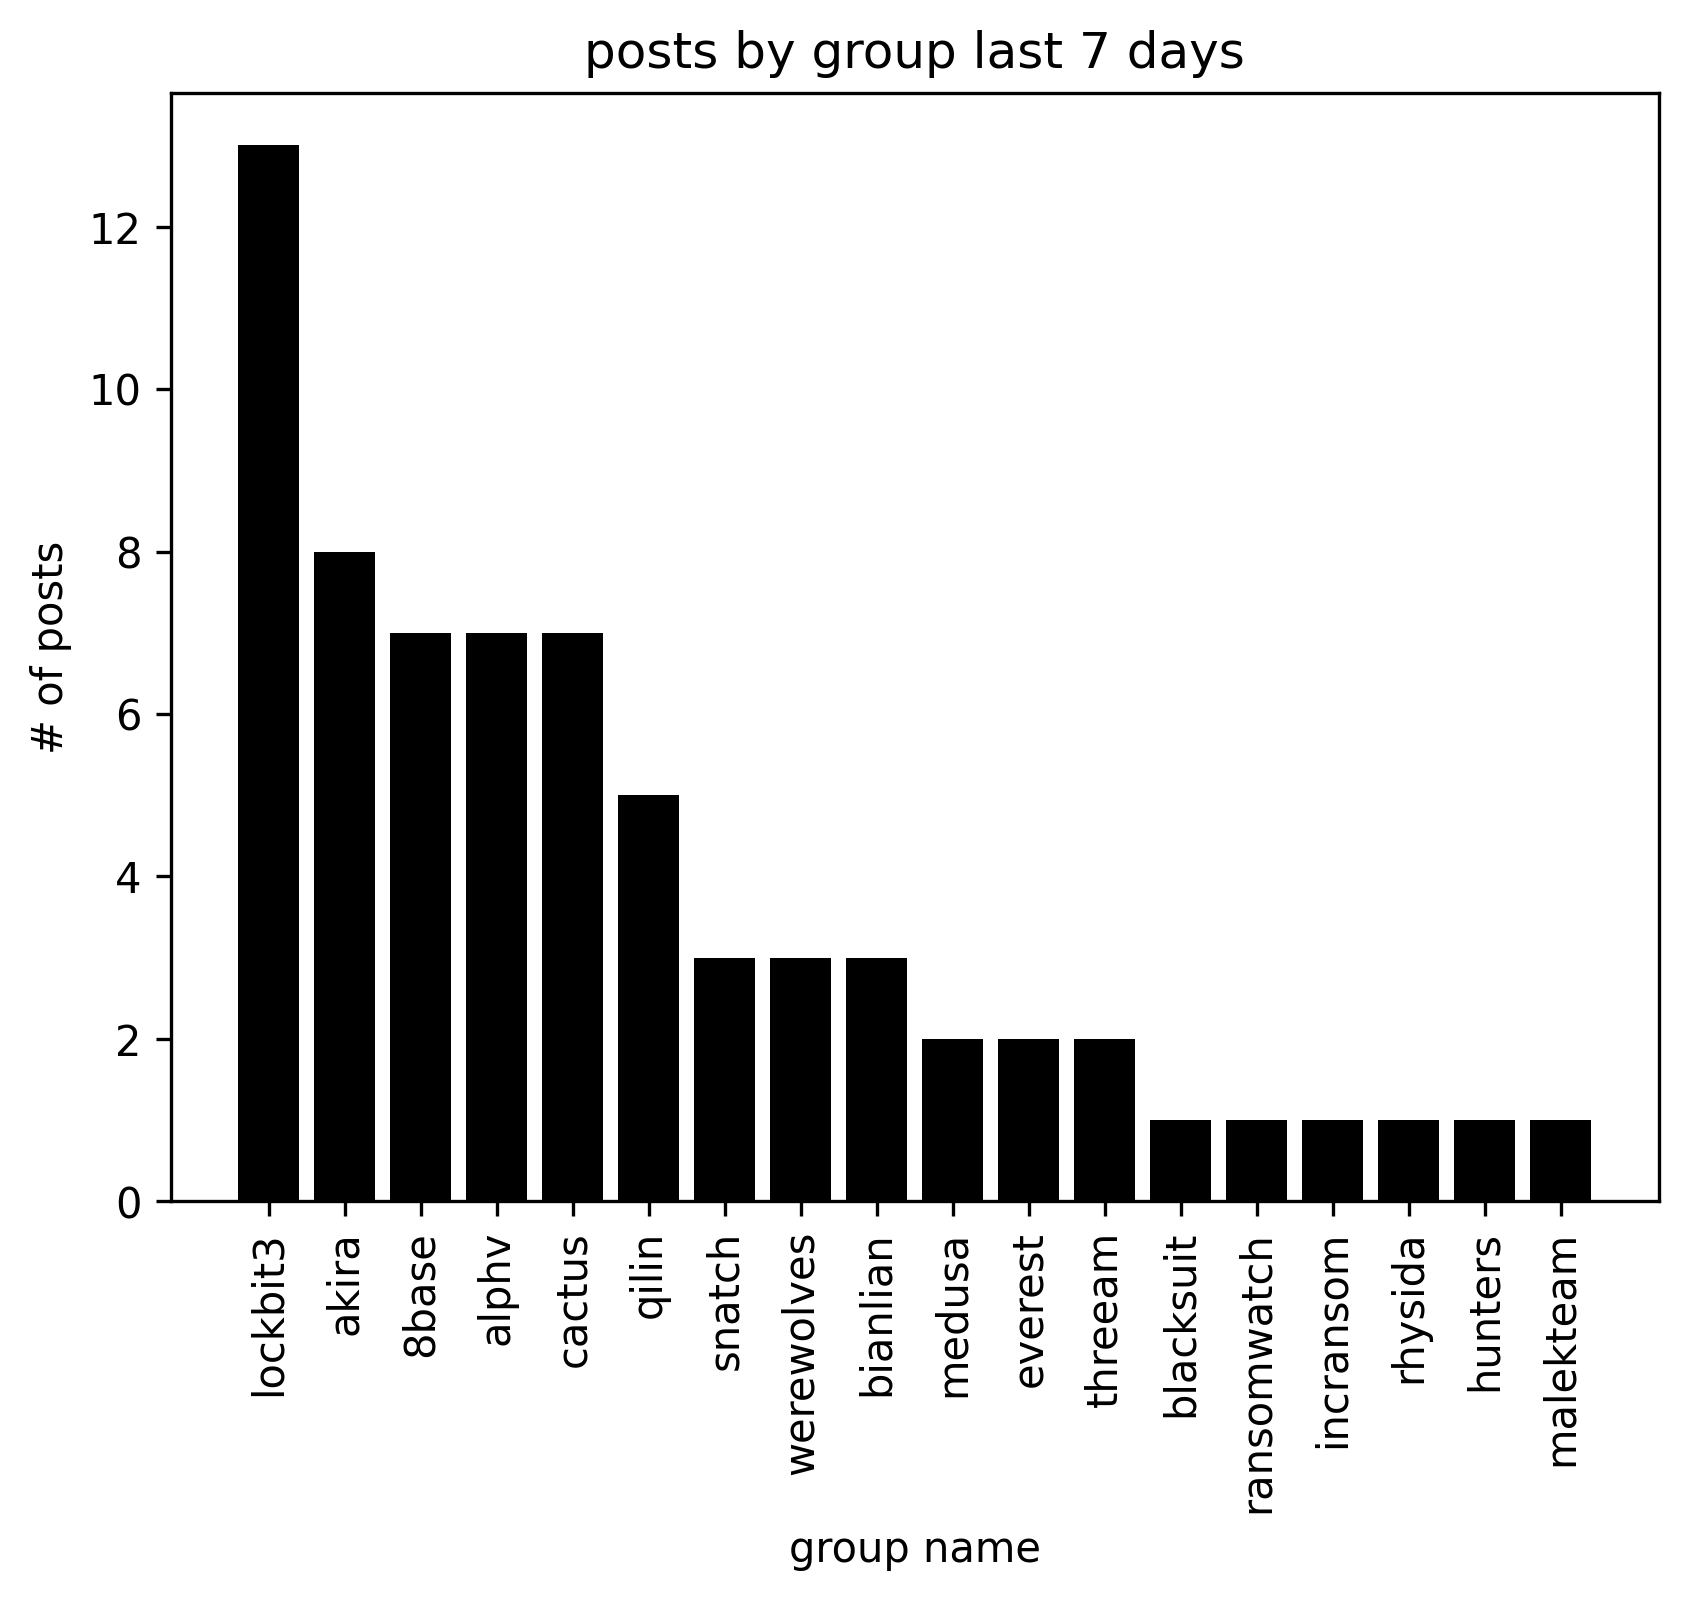 posts by group last 7 days
# of posts
12
10
8
6
4
2
0
lockbit3
akira
8base
alphv
cactus
qilin
snatch
werewolves
bianlian
medusa
everest
threeam
blacksuit
ransomwatch
incransom
rhysida
hunters
malekteam
group name